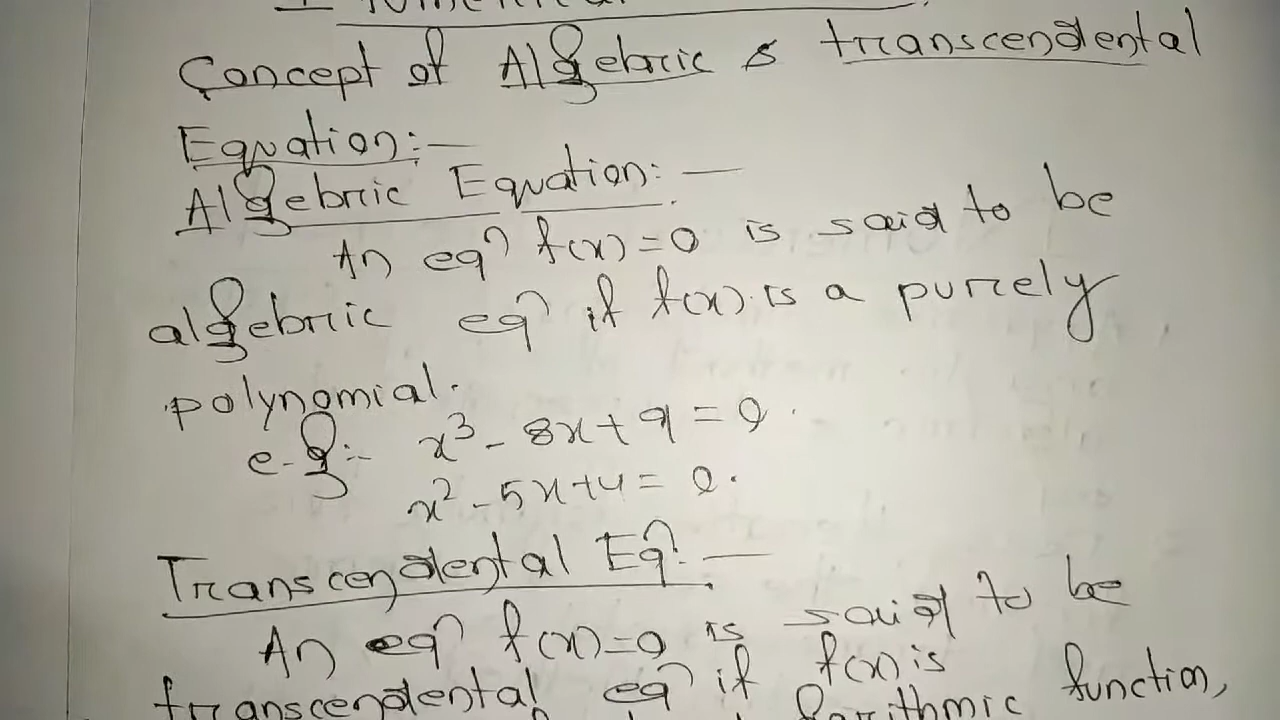 Concept of Algebric & transcendental
Equation:-
Algebric Equation:-
An eqn f(x)=0 is said to be
algebric eqn if f(x) is a purely
polynomial.
e.g:- x³ - 8x + 9 = 0.
x² - 5x + 4 = 0.
Transcendental Eqn:-
An eqn f(x)=0 is said to be
transcendental eqn if f(x) is
function,